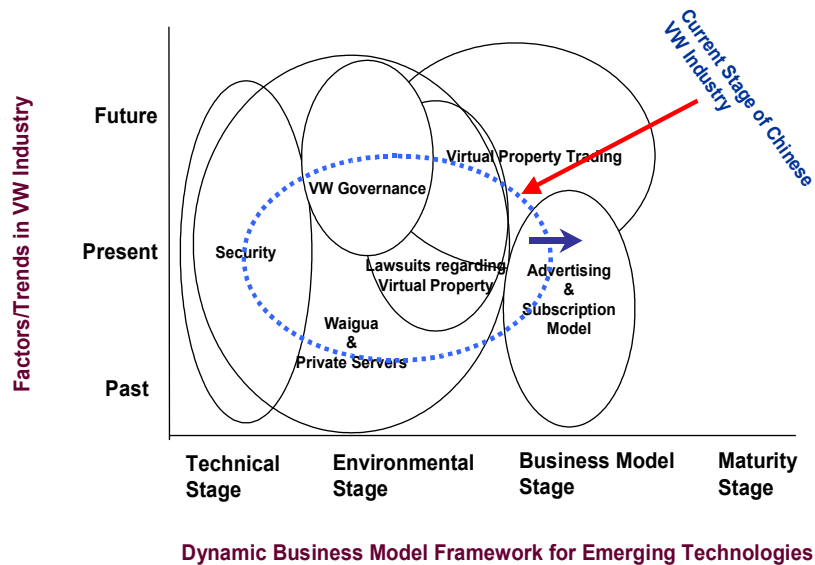 Current Stage of Chinese
VW Industry
Factors/Trends in VW Industry
Future
Present
Past
Virtual Property Trading
VW Governance
Security
Lawsuits regarding
Virtual Property
Advertising
&
Subscription
Model
Waigua
&
Private Servers
Technical
Stage
Environmental
Stage
Business Model
Stage
Maturity
Stage
Dynamic Business Model Framework for Emerging Technologies